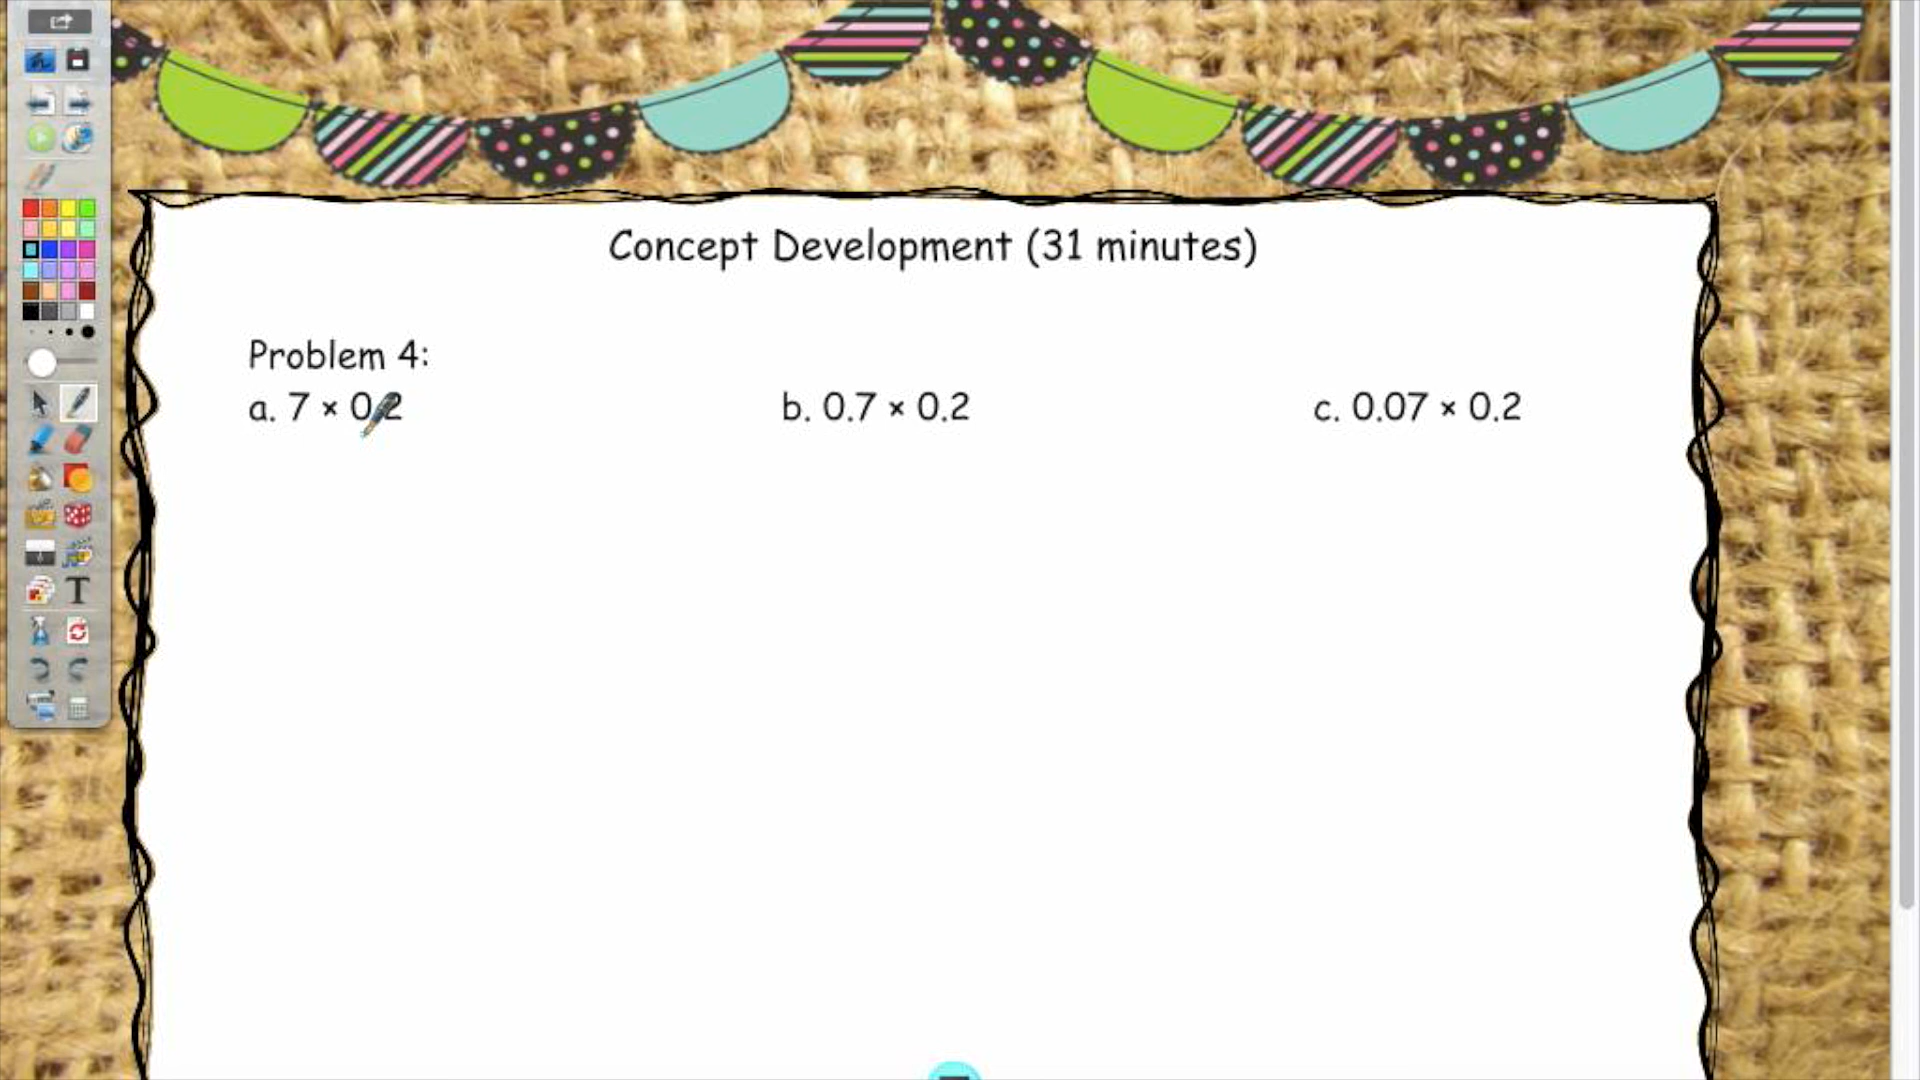 Concept Development (31 minutes)
Problem 4:
a. 7 × 0.2 b. 0.7 × 0.2 c. 0.07 × 0.2
T